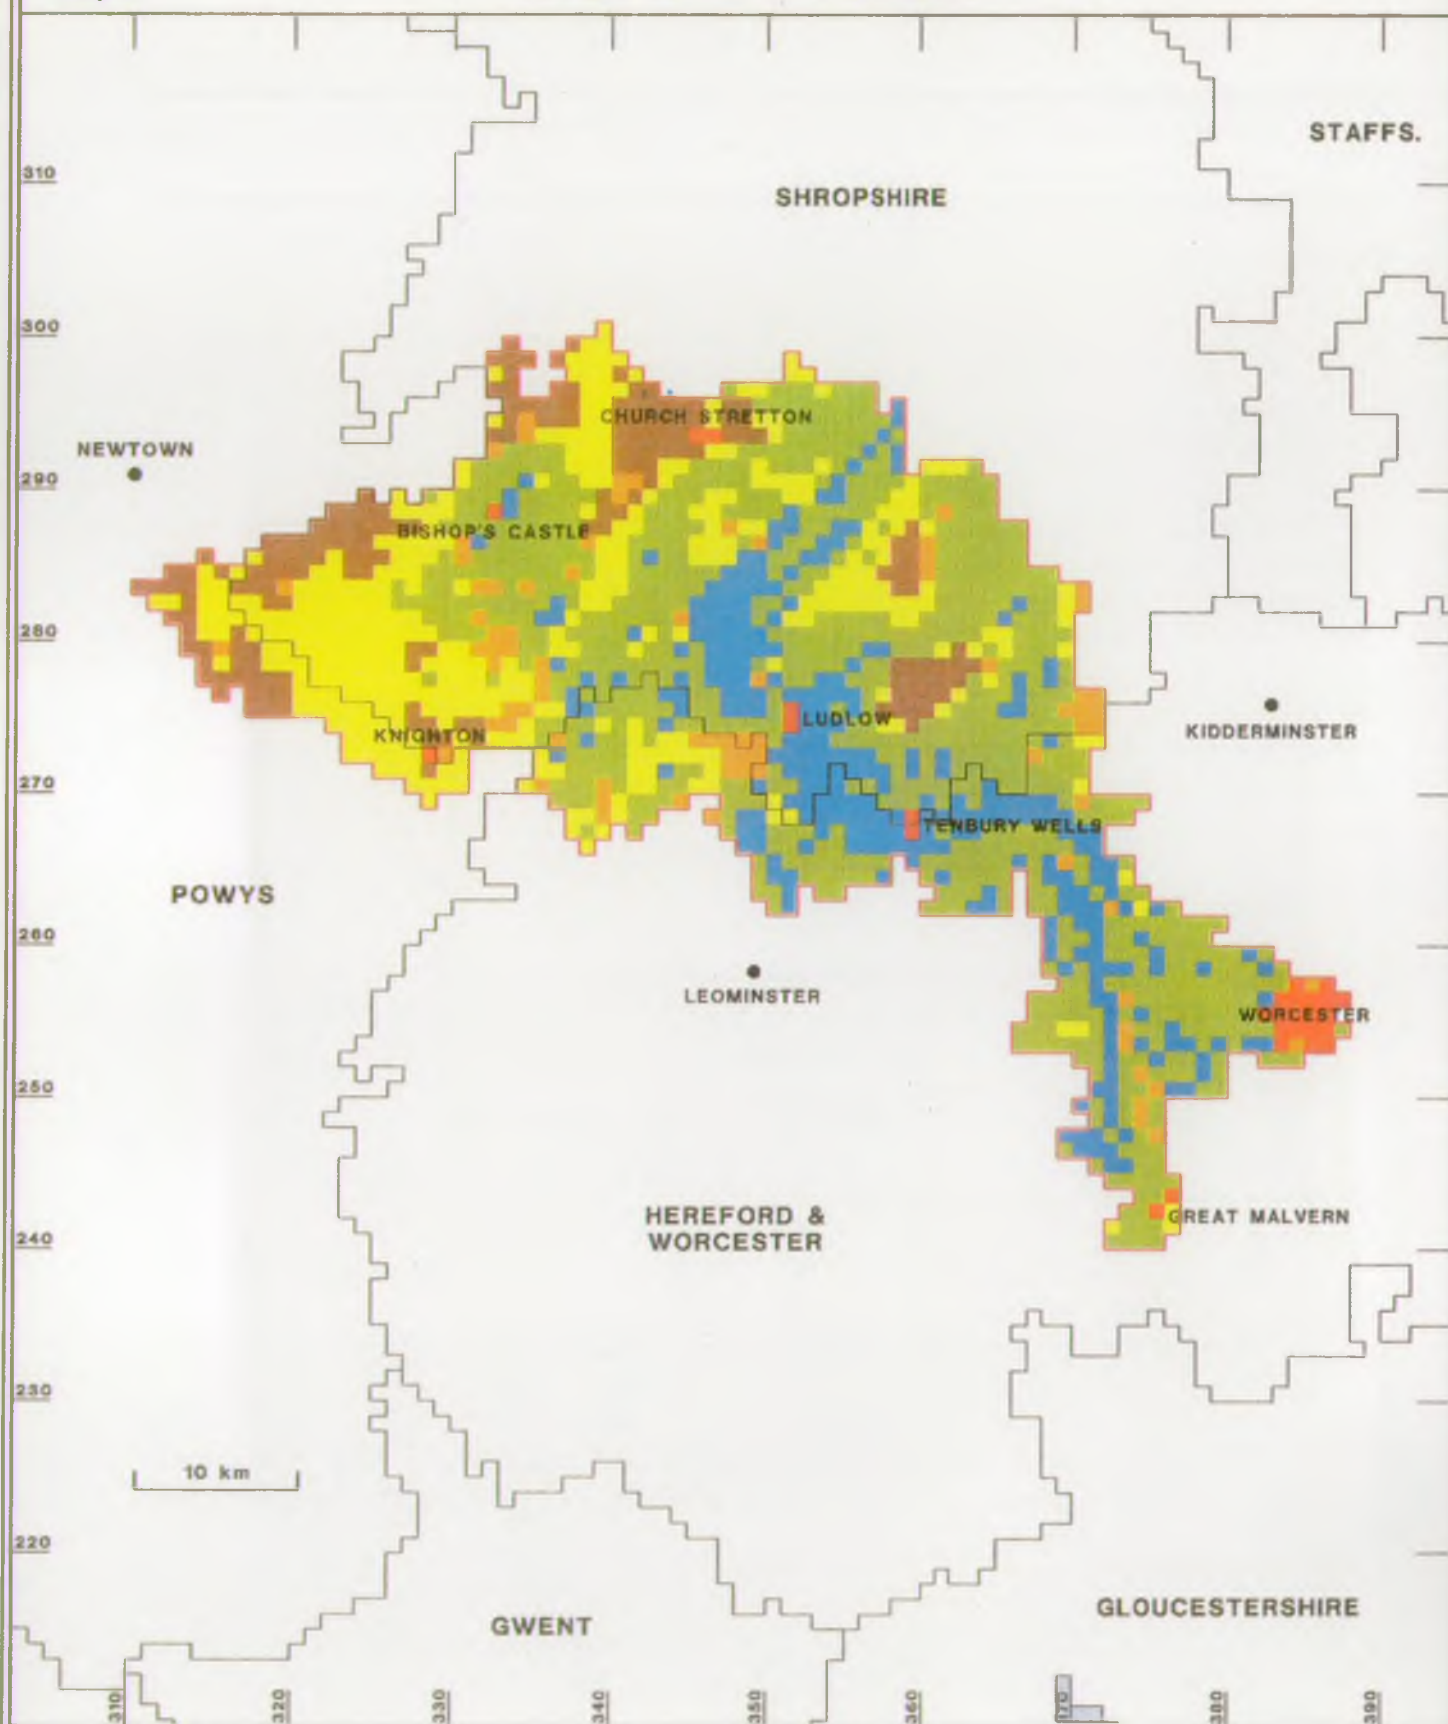 STAFFS.
310
SHROPSHIRE
300
CHURCH STRETTON
NEWTOWN
290
BISHOP'S CASTLE
280
LUDLOW
KNIGHTON
KIDDERMINSTER
270
TENBURY WELLS
POWYS
260
LEOMINSTER
WORCESTER
250
HEREFORD &
WORCESTER
GREAT MALVERN
240
230
10 km
220
GWENT
GLOUCESTERSHIRE
310 320 330 340 350 360 370 380 390